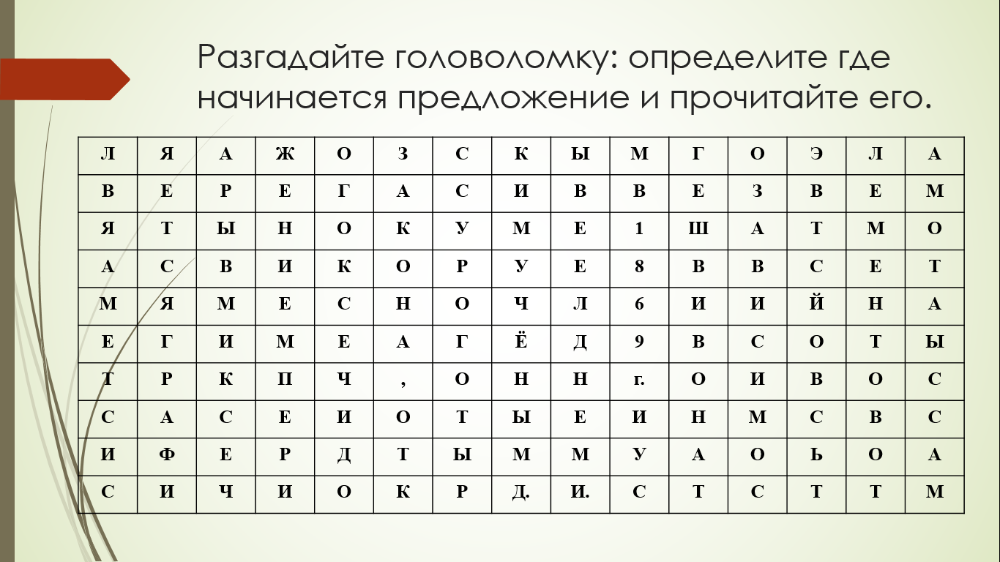 Разгадайте головоломку: определите где
начинается предложение и прочитайте его.
Л Я А Ж О З С К Ы М Г О Э Л А
В Е Р Е Г А С И В В Е З В Е М
Я Т Ы Н О К У М Е 1 Ш А Т М О
А С В И К О Р У Е 8 В В С Е Т
М Я М Е С Н О Ч Л 6 И И Й Н А
Е Г И М Е А Г Ё Д 9 В С О Т Ы
Т Р К П Ч , О Н Н г. О И В О С
С А С Е И О Т Ы Е И Н М С В С
И Ф Е Р Д Т Ы М М У А О Ь О А
С И Ч И О К Р Д. И. С Т С Т Т М